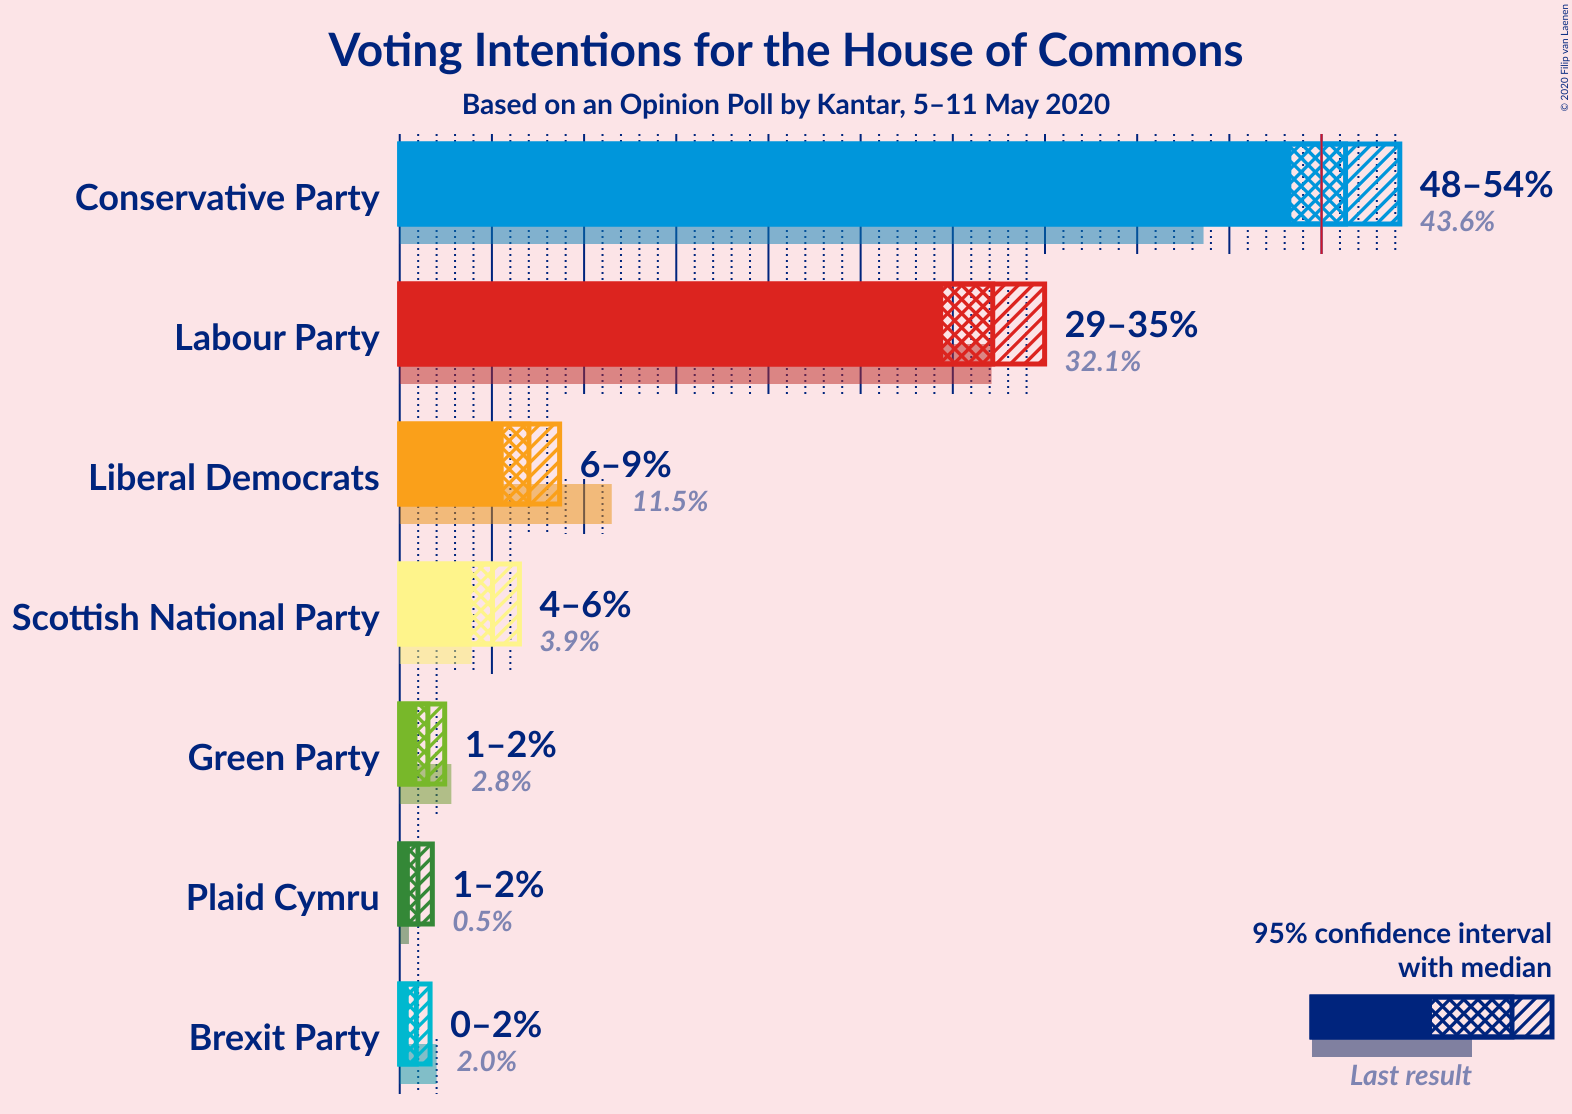 Voting Intentions for the House of Commons
Based on an Opinion Poll by Kantar, 5–11 May 2020
© 2020 Filip van Laenen
Conservative Party
48–54%
43.6%
Labour Party
29–35%
32.1%
Liberal Democrats
6–9%
11.5%
Scottish National Party
4–6%
3.9%
Green Party
1–2%
2.8%
Plaid Cymru
1–2%
0.5%
Brexit Party
0–2%
2.0%
95% confidence interval
with median
Last result